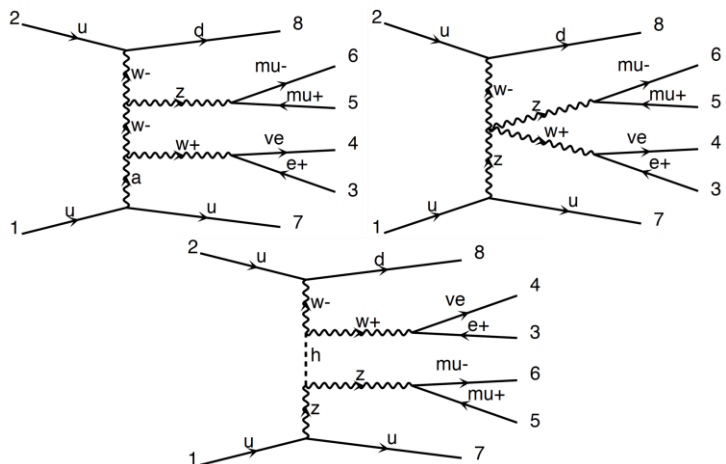 2 u d 8
w- mu- 6
z mu+ 5
w- ve 4
w+ e+ 3
a
1 u u 7
2 u d 8
w- mu- 6
z mu+ 5
w+ ve 4
z e+ 3
1 u u 7
2 u d 8
w- ve 4
w+ e+ 3
h
z mu- 6
z mu+ 5
1 u u 7